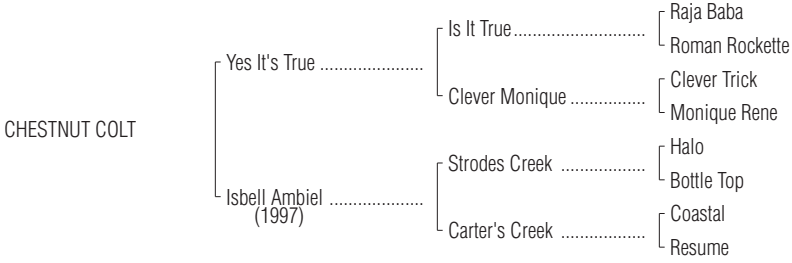 Raja Baba
Is It True
Roman Rockette
Yes It's True
Clever Trick
Clever Monique
Monique Rene
CHESTNUT COLT
Halo
Strodes Creek
Bottle Top
Isbell Ambiel
(1997)
Coastal
Carter's Creek
Resume